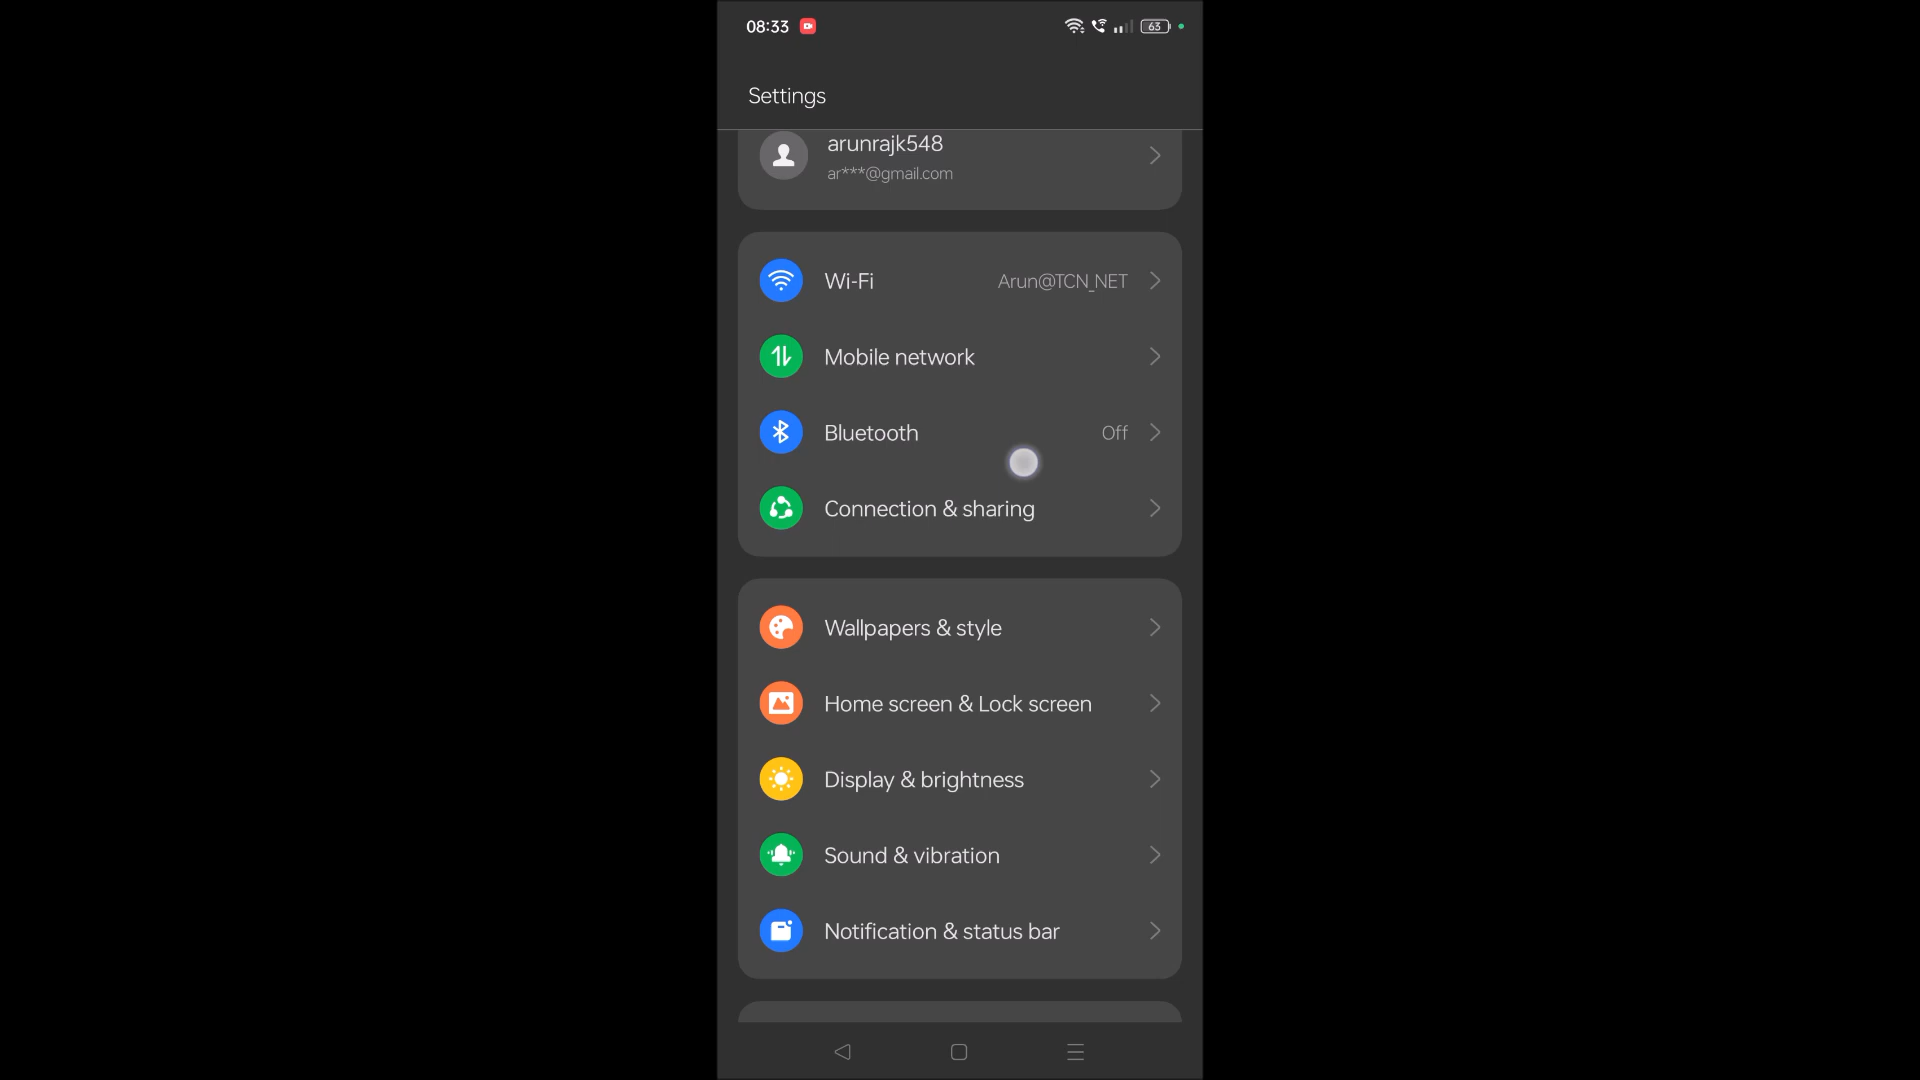 08:33
63
Settings
arunrajk548
ar***@gmail.com
Wi-Fi Arun@TCN_NET
Mobile network
Bluetooth Off
Connection & sharing
Wallpapers & style
Home screen & Lock screen
Display & brightness
Sound & vibration
Notification & status bar